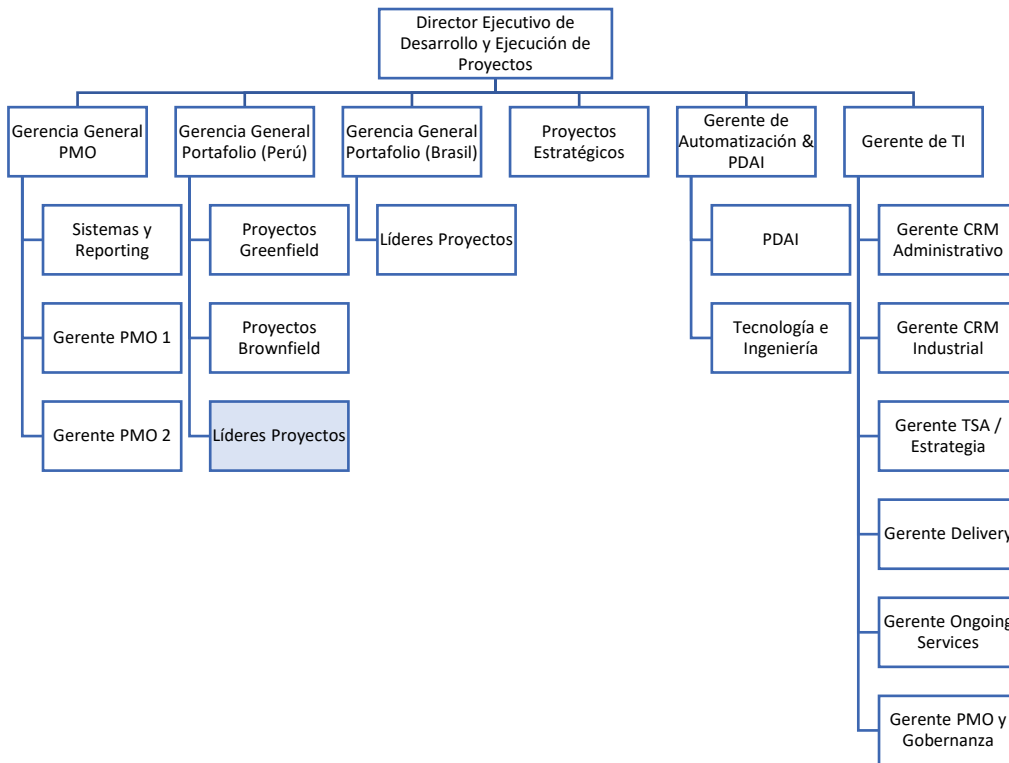 Director Ejecutivo de
Desarrollo y Ejecución de
Proyectos
Gerencia General
PMO
Gerencia General
Portafolio (Perú)
Gerencia General
Portafolio (Brasil)
Proyectos
Estratégicos
Gerente de
Automatización &
PDAI
Gerente de TI
Sistemas y
Reporting
Gerente PMO 1
Gerente PMO 2
Proyectos
Greenfield
Proyectos
Brownfield
Líderes Proyectos
Líderes Proyectos
PDAI
Tecnología e
Ingeniería
Gerente CRM
Administrativo
Gerente CRM
Industrial
Gerente TSA /
Estrategia
Gerente Delivery
Gerente Ongoing
Services
Gerente PMO y
Gobernanza